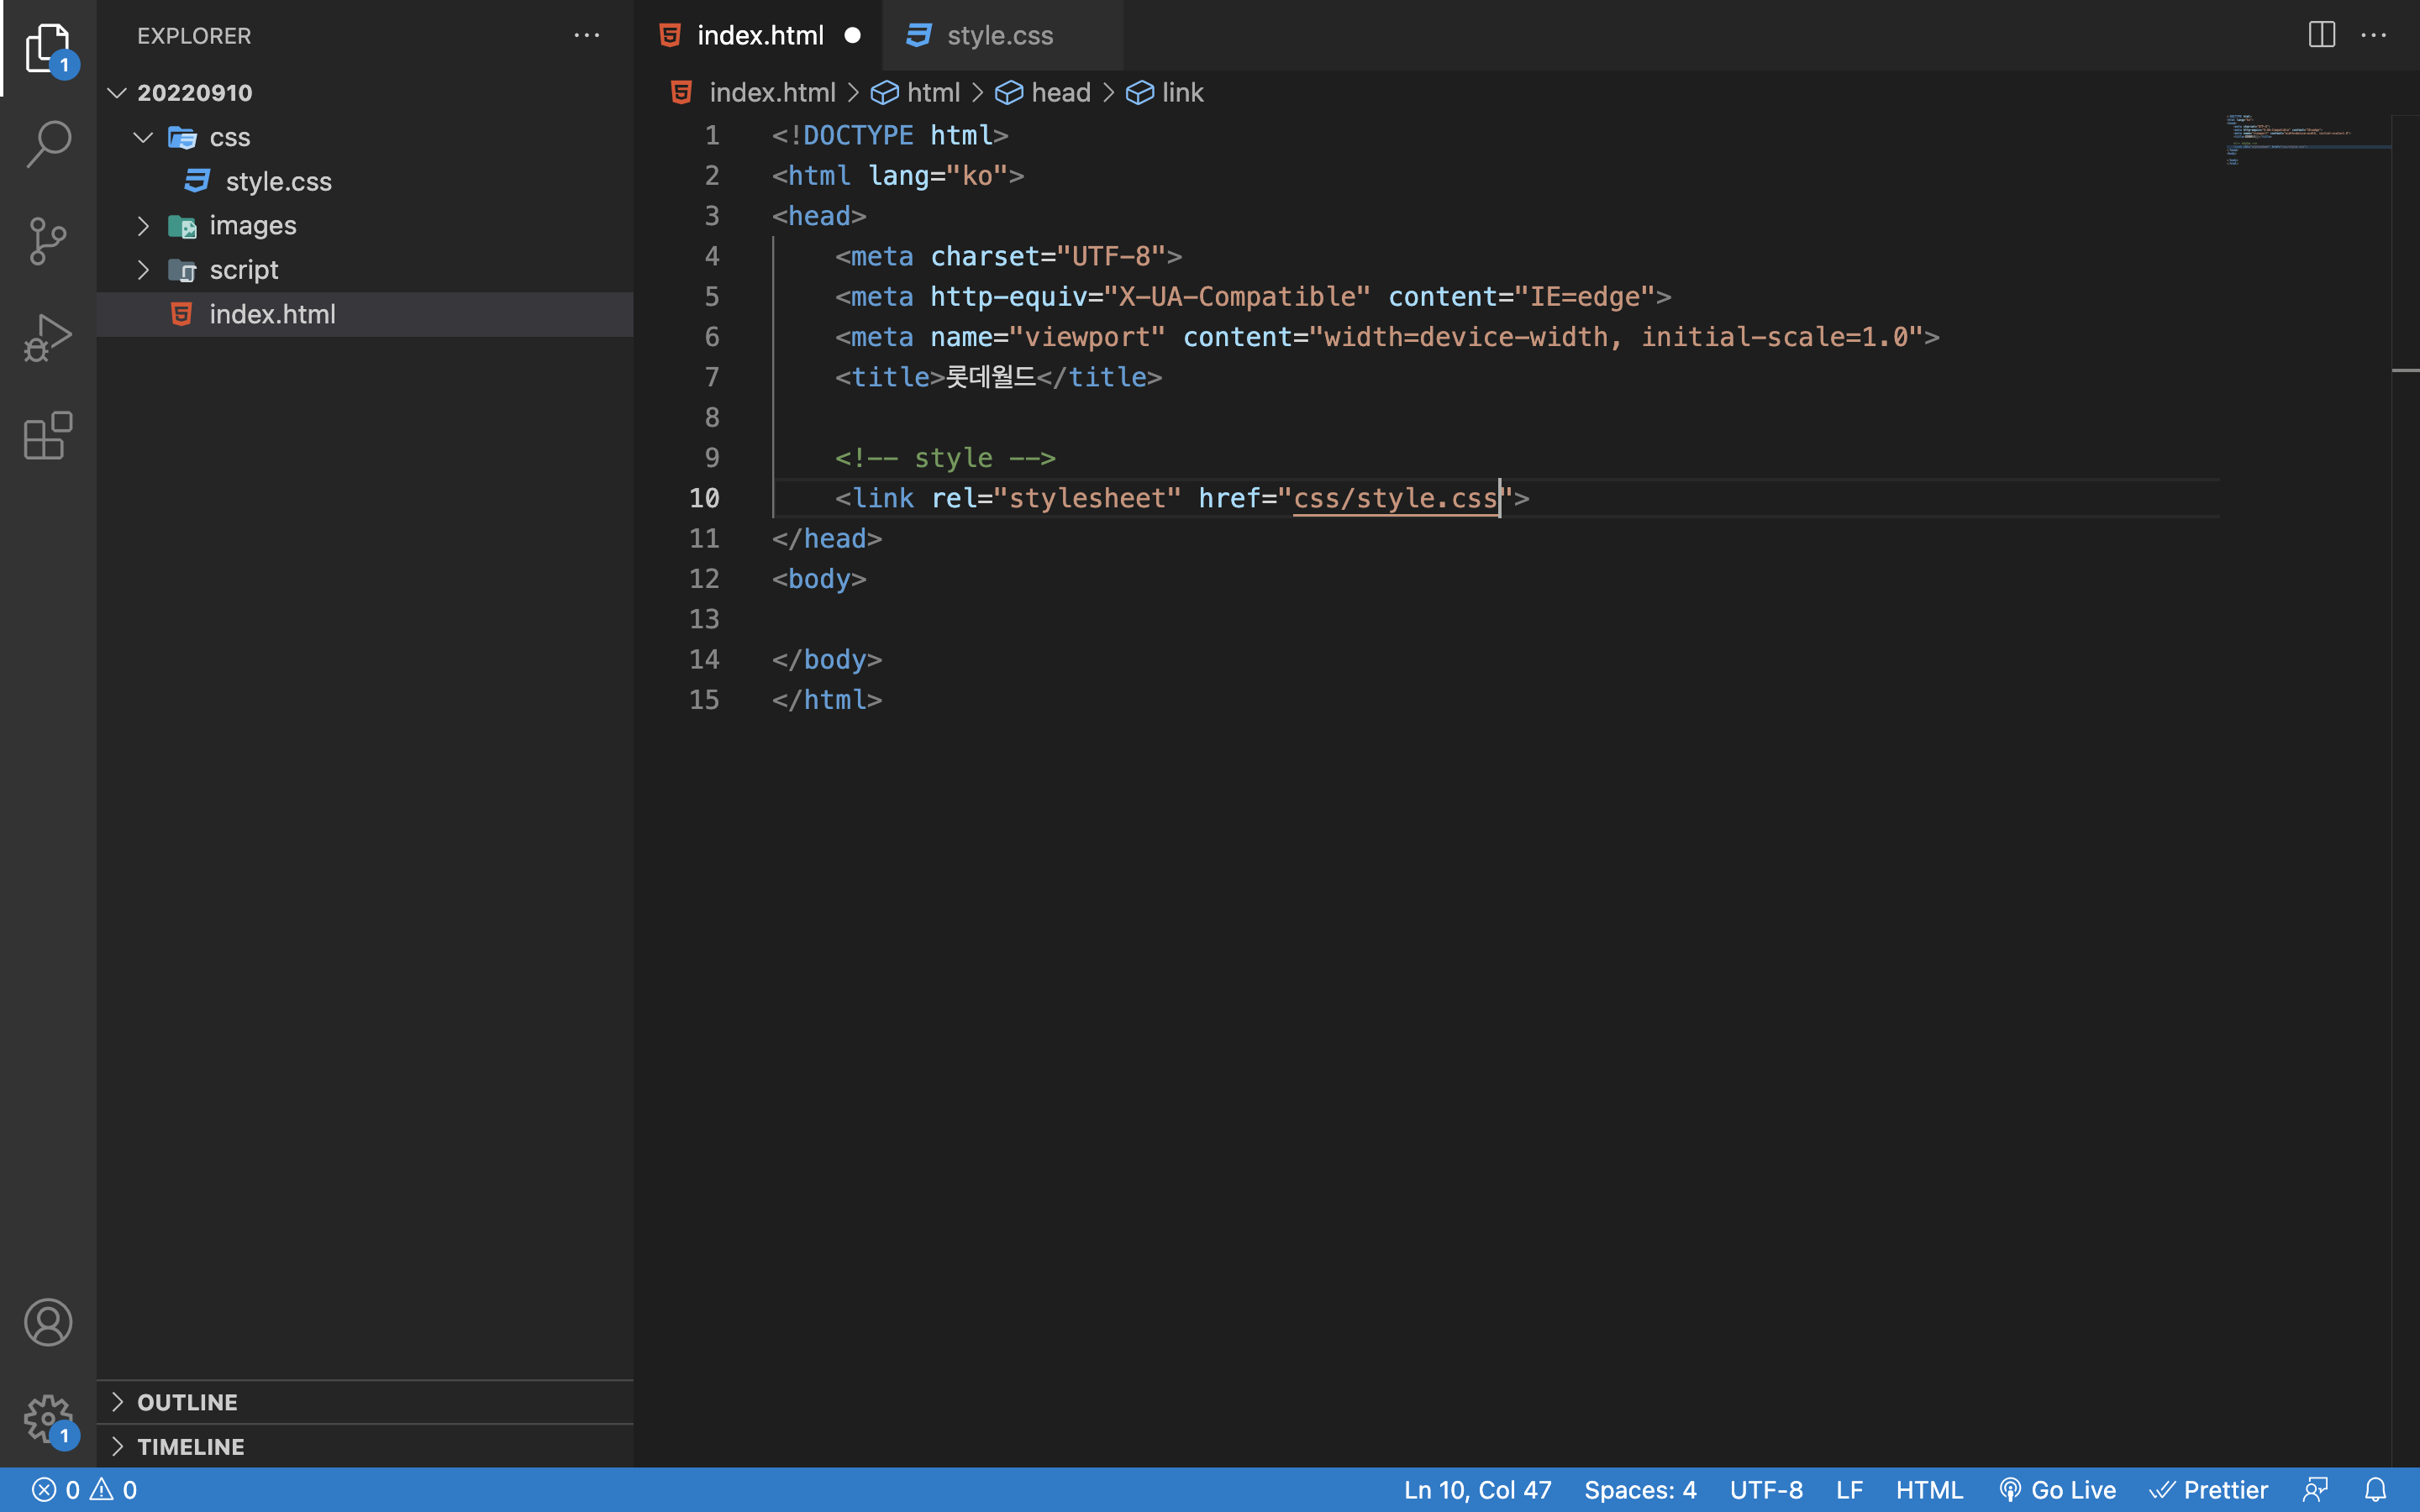 EXPLORER
20220910
css
style.css
images
script
index.html
OUTLINE
TIMELINE
index.html
style.css
index.html > html > head > link
1 <!DOCTYPE html>
2 <html lang="ko">
3 <head>
4     <meta charset="UTF-8">
5     <meta http-equiv="X-UA-Compatible" content="IE=edge">
6     <meta name="viewport" content="width=device-width, initial-scale=1.0">
7     <title>롯데월드</title>
8
9     <!-- style -->
10     <link rel="stylesheet" href="css/style.css">
11 </head>
12 <body>
13
14 </body>
15 </html>
1
1
0 0
Ln 10, Col 47 Spaces: 4 UTF-8 LF HTML Go Live Prettier